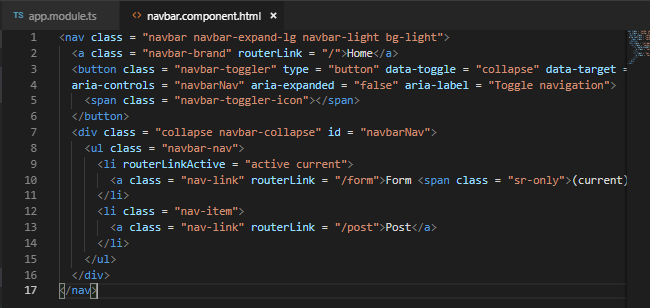 TS app.module.ts <> navbar.component.html ×
1 <nav class = "navbar navbar-expand-lg navbar-light bg-light">
2 <a class = "navbar-brand" routerLink = "/">Home</a>
3 <button class = "navbar-toggler" type = "button" data-toggle = "collapse" data-target =
4 aria-controls = "navbarNav" aria-expanded = "false" aria-label = "Toggle navigation">
5 <span class = "navbar-toggler-icon"></span>
6 </button>
7 <div class = "collapse navbar-collapse" id = "navbarNav">
8 <ul class = "navbar-nav">
9 <li routerLinkActive = "active current">
10 <a class = "nav-link" routerLink = "/form">Form <span class = "sr-only">(current)
11 </li>
12 <li class = "nav-item">
13 <a class = "nav-link" routerLink = "/post">Post</a>
14 </li>
15 </ul>
16 </div>
17 </nav>